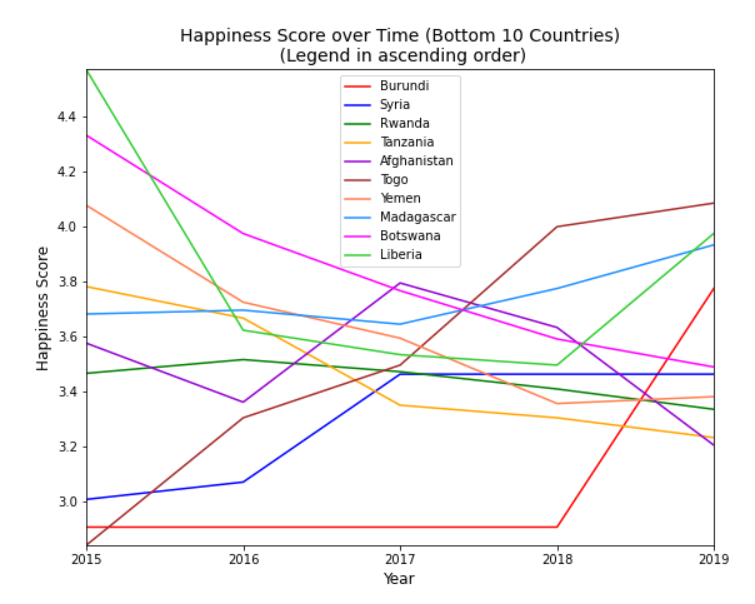 Happiness Score over Time (Bottom 10 Countries)
(Legend in ascending order)
Burundi
Syria
Rwanda
Tanzania
Afghanistan
Togo
Yemen
Madagascar
Botswana
Liberia
4.4
4.2
4.0
3.8
3.6
3.4
3.2
3.0
Happiness Score
2015
2016
2017
2018
2019
Year